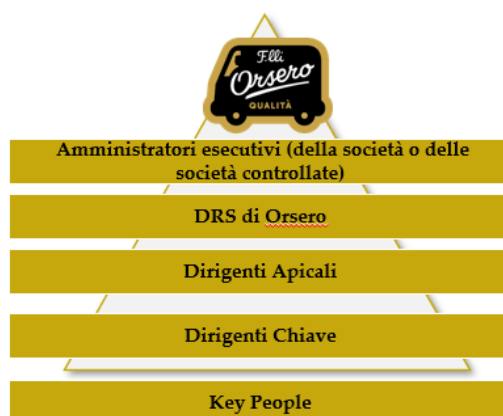 F.lli
Orsero
QUALITÀ
Amministratori esecutivi (della società o delle
società controllate)
DRS di Orsero
Dirigenti Apicali
Dirigenti Chiave
Key People